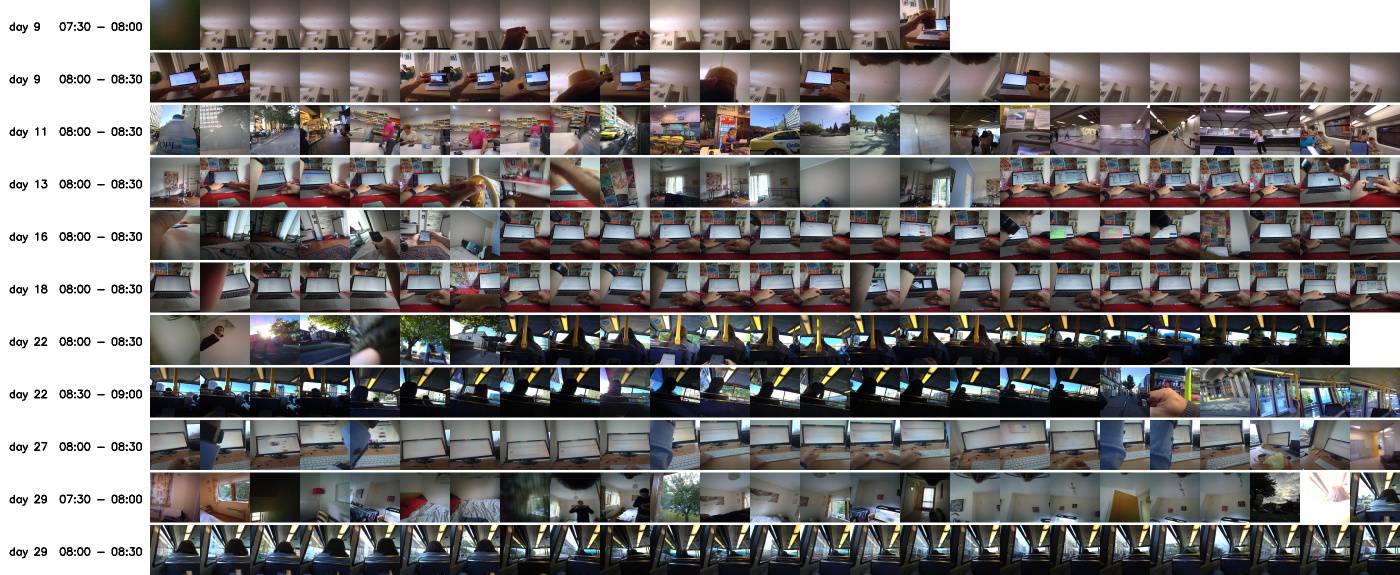 day 9 07:30 – 08:00
day 9 08:00 – 08:30
day 11 08:00 – 08:30
day 13 08:00 – 08:30
day 16 08:00 – 08:30
day 18 08:00 – 08:30
day 22 08:00 – 08:30
day 22 08:30 – 09:00
day 27 08:00 – 08:30
day 29 07:30 – 08:00
day 29 08:00 – 08:30